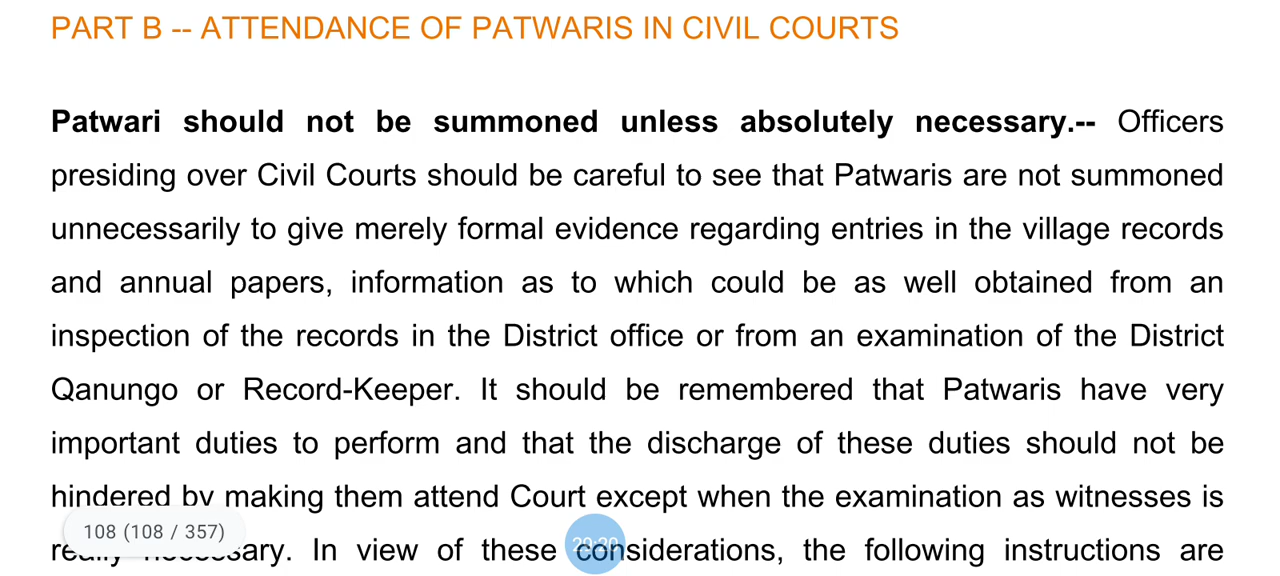 PART B -- ATTENDANCE OF PATWARIS IN CIVIL COURTS
Patwari should not be summoned unless absolutely necessary.-- Officers
presiding over Civil Courts should be careful to see that Patwaris are not summoned
unnecessarily to give merely formal evidence regarding entries in the village records
and annual papers, information as to which could be as well obtained from an
inspection of the records in the District office or from an examination of the District
Qanungo or Record-Keeper. It should be remembered that Patwaris have very
important duties to perform and that the discharge of these duties should not be
hindered by making them attend Court except when the examination as witnesses is
108 (108 / 357)
really necessary. In view of these considerations, the following instructions are